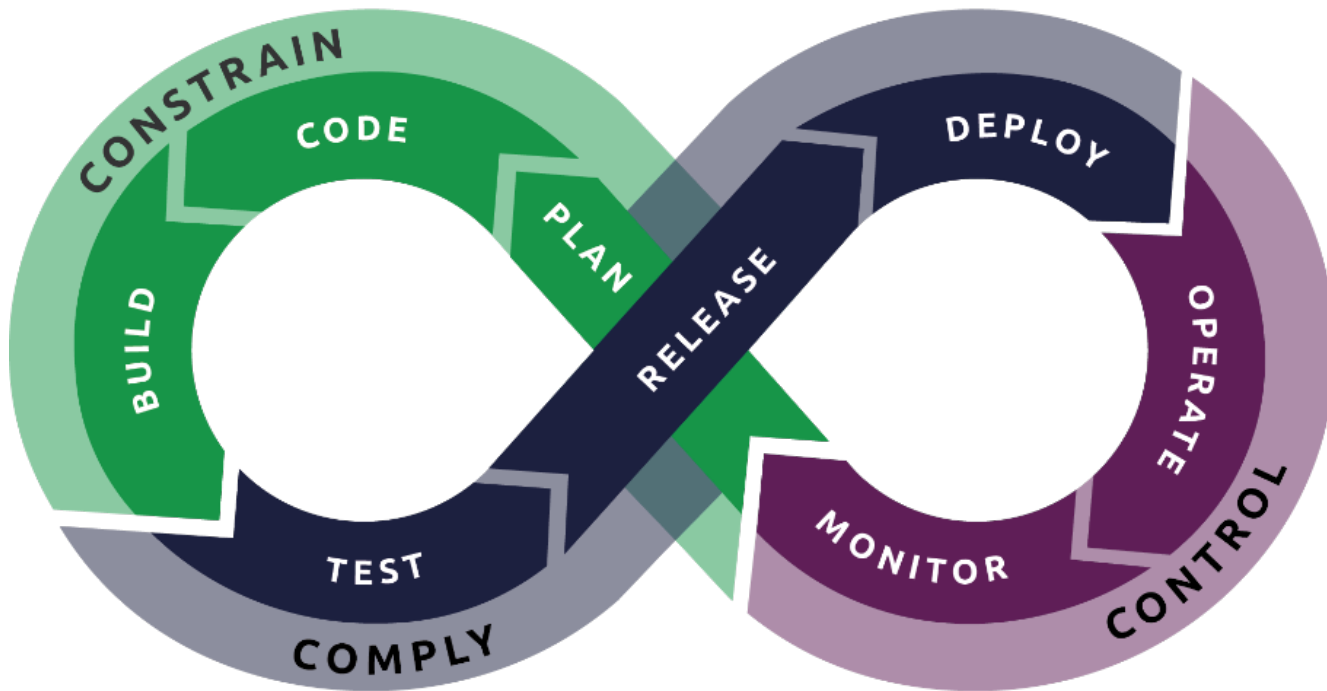 CONSTRAIN
CODE
DEPLOY
PLAN
RELEASE
BUILD
OPERATE
TEST
MONITOR
COMPLY
CONTROL